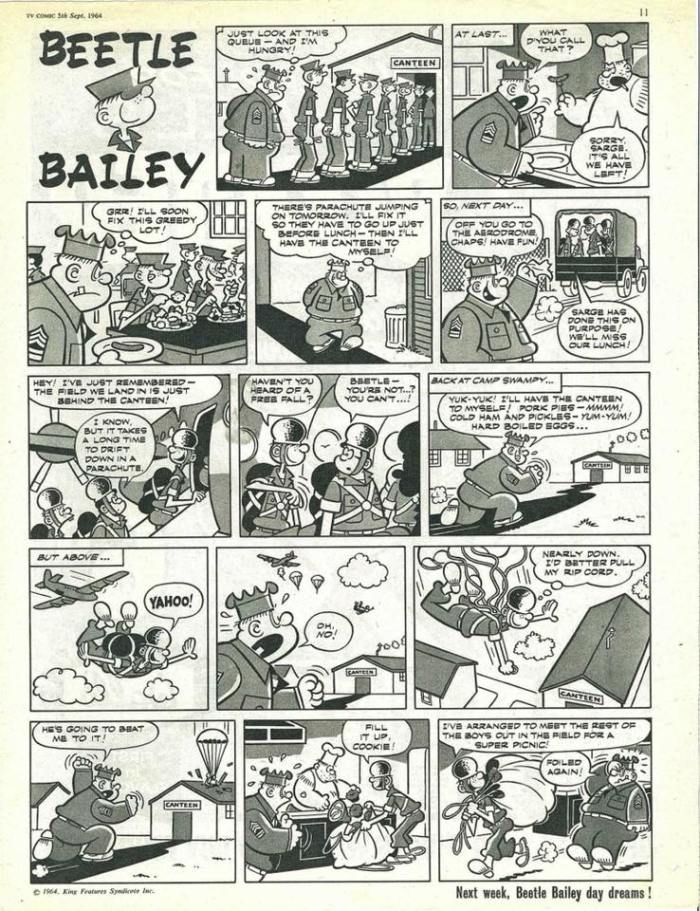 TV COMIC 5th Sept. 1964
11
BEETLE
BAILEY
JUST LOOK AT THIS
QUEUE — AND I'M
HUNGRY!
CANTEEN
AT LAST...
WHAT
D'YOU CALL
THAT?
SORRY,
SARGE.
IT'S ALL
WE HAVE
LEFT!
GRR! I'LL SOON
FIX THIS GREEDY
LOT!
THERE'S PARACHUTE JUMPING
ON TOMORROW. I'LL FIX IT
SO THEY HAVE TO GO UP JUST
BEFORE LUNCH — THEN I'LL
HAVE THE CANTEEN TO
MYSELF!
SO, NEXT DAY...
OFF YOU GO TO
THE AERODROME,
CHAPS! HAVE FUN!
SARGE HAS
DONE THIS ON
PURPOSE!
WE'LL MISS
OUR LUNCH!
HEY! I'VE JUST REMEMBERED —
THE FIELD WE LAND IN IS JUST
BEHIND THE CANTEEN!
I KNOW,
BUT IT TAKES
A LONG TIME
TO DRIFT
DOWN IN A
PARACHUTE.
HAVEN'T YOU
HEARD OF A
FREE FALL?
BEETLE —
YOU'RE NOT...?
YOU CAN'T...!
BACK AT CAMP SWAMPY...
YUK-YUK! I'LL HAVE THE CANTEEN
TO MYSELF! PORK PIES — MMMM!
COLD HAM AND PICKLES — YUM-YUM!
HARD BOILED EGGS...
CANTEEN
BUT ABOVE...
YAHOO!
OH,
NO!
CANTEEN
NEARLY DOWN.
I'D BETTER PULL
MY RIP CORD.
CANTEEN
HE'S GOING TO BEAT
ME TO IT!
CANTEEN
FILL
IT UP,
COOKIE!
I'VE ARRANGED TO MEET THE REST OF
THE BOYS OUT IN THE FIELD FOR A
SUPER PICNIC!
FOILED
AGAIN!
© 1964, King Features Syndicate Inc.
Next week, Beetle Bailey day dreams!